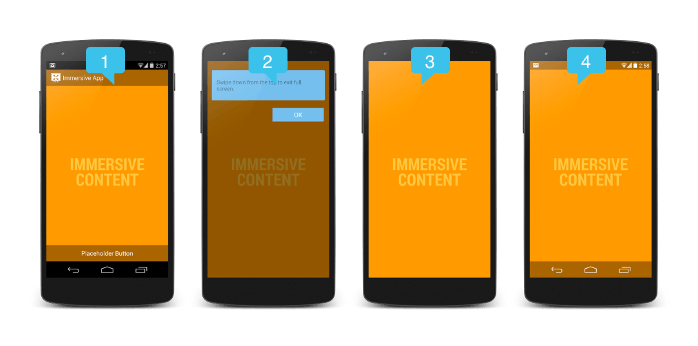 1
2:57
Immersive App
IMMERSIVE
CONTENT
Placeholder Button
2
Swipe down from the top to exit full
screen.
OK
IMMERSIVE
CONTENT
3
IMMERSIVE
CONTENT
4
2:58
IMMERSIVE
CONTENT